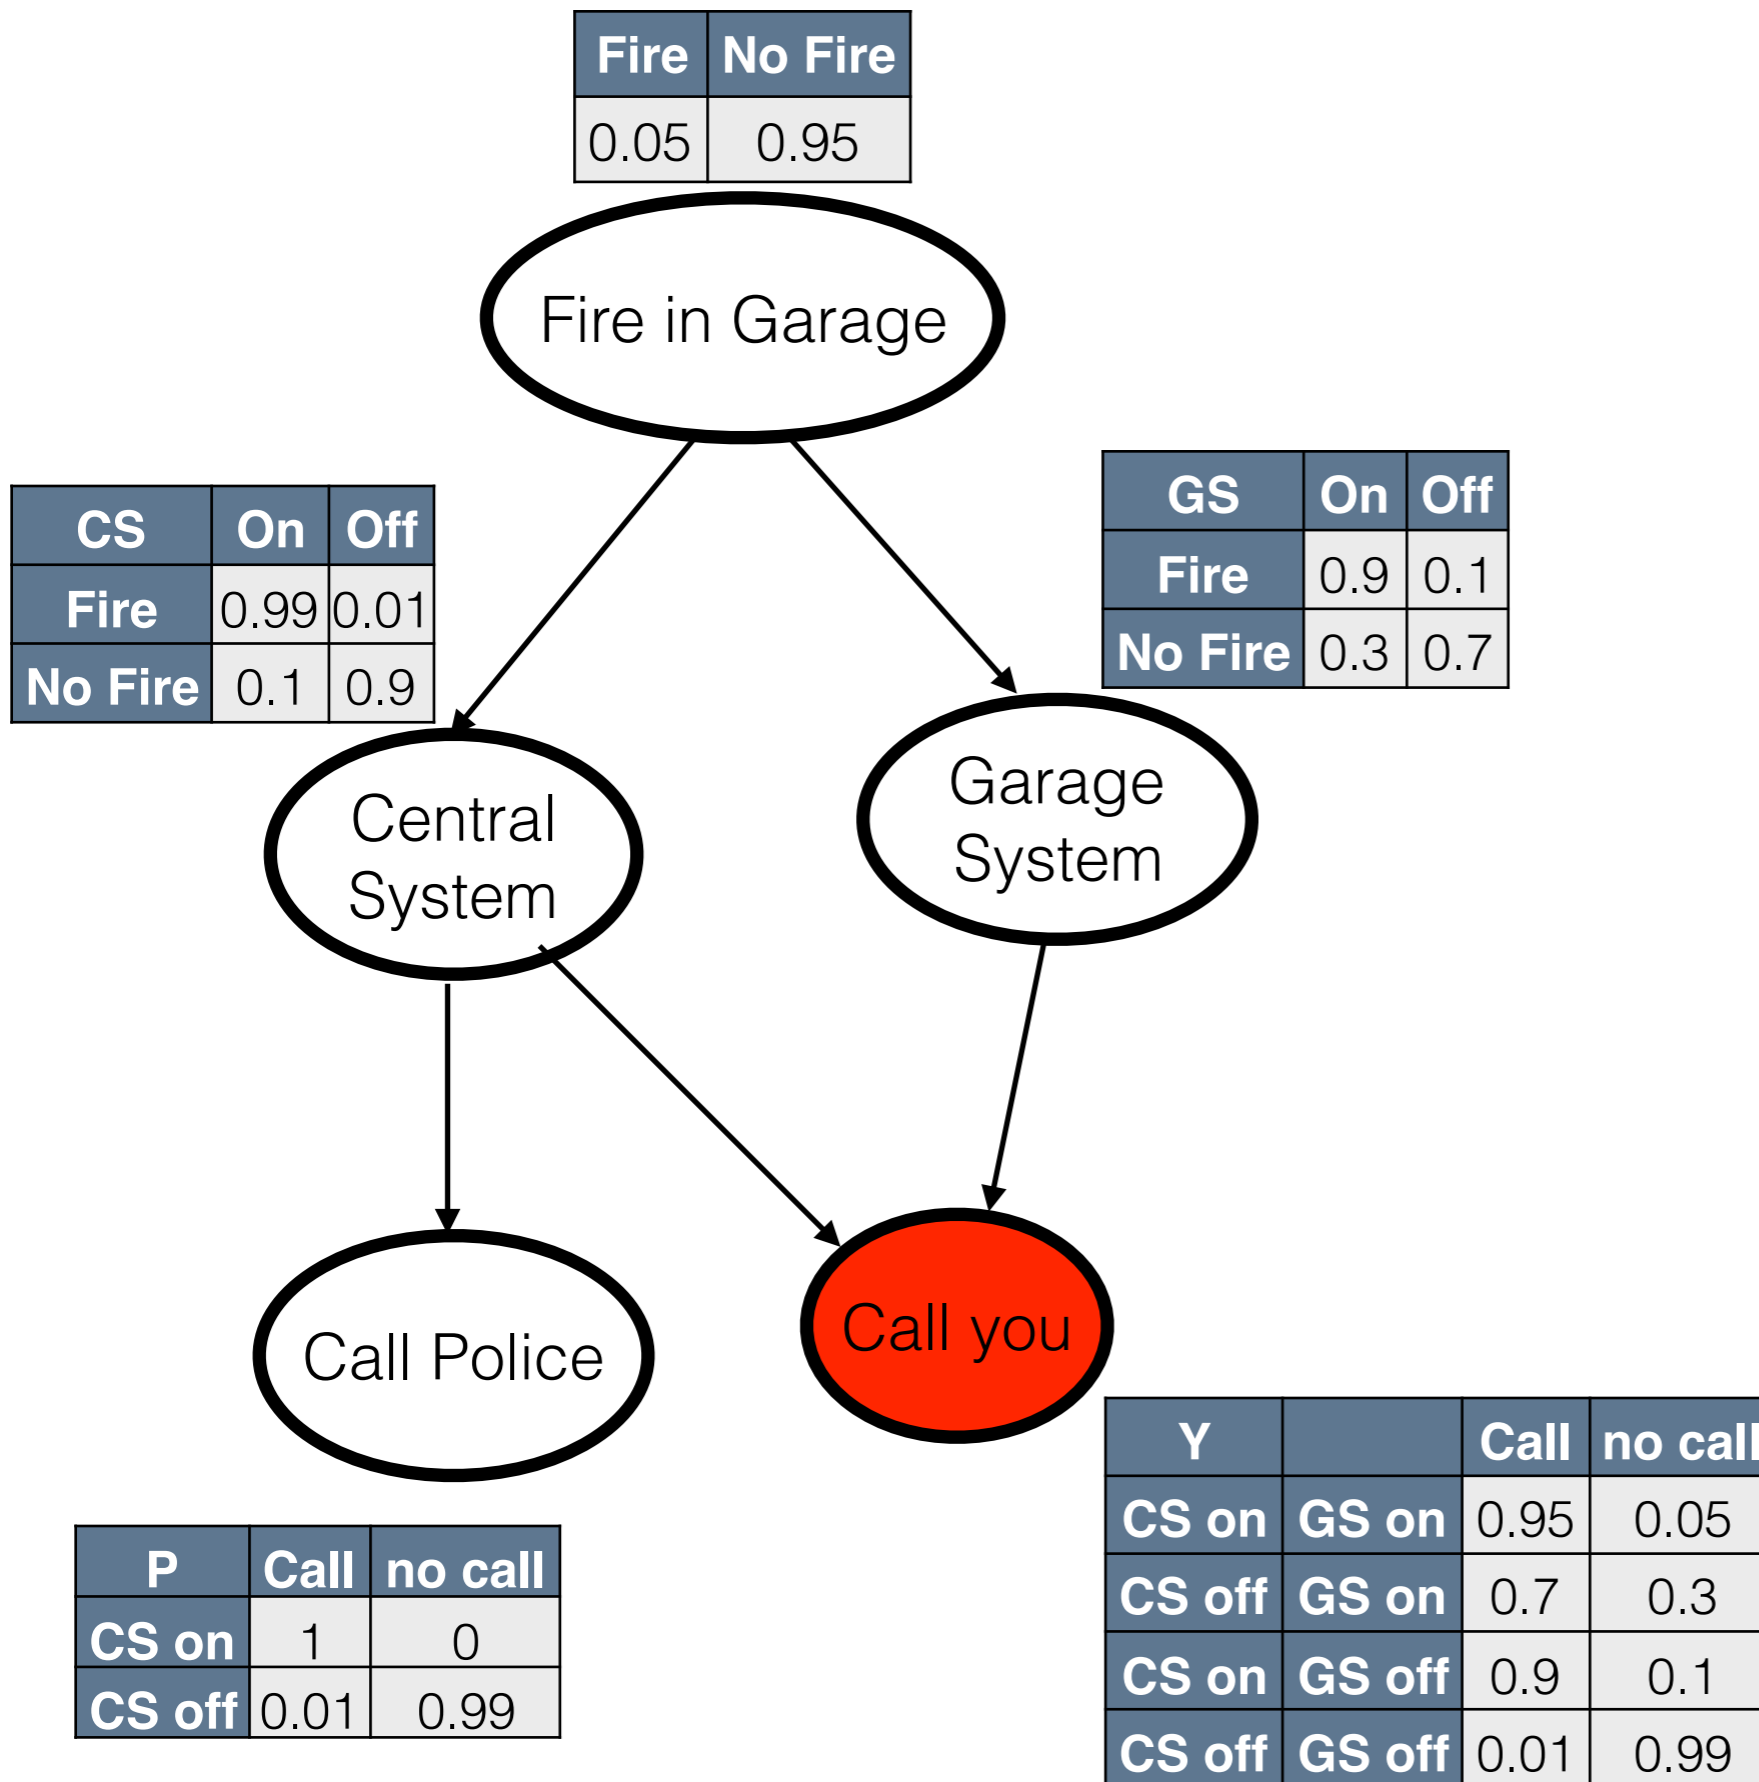 Fire No Fire
0.05 0.95
Fire in Garage
CS On Off
Fire 0.99 0.01
No Fire 0.1 0.9
GS On Off
Fire 0.9 0.1
No Fire 0.3 0.7
Central
System
Garage
System
Call Police
Call you
P Call no call
CS on 1 0
CS off 0.01 0.99
Y Call no call
CS on GS on 0.95 0.05
CS off GS on 0.7 0.3
CS on GS off 0.9 0.1
CS off GS off 0.01 0.99